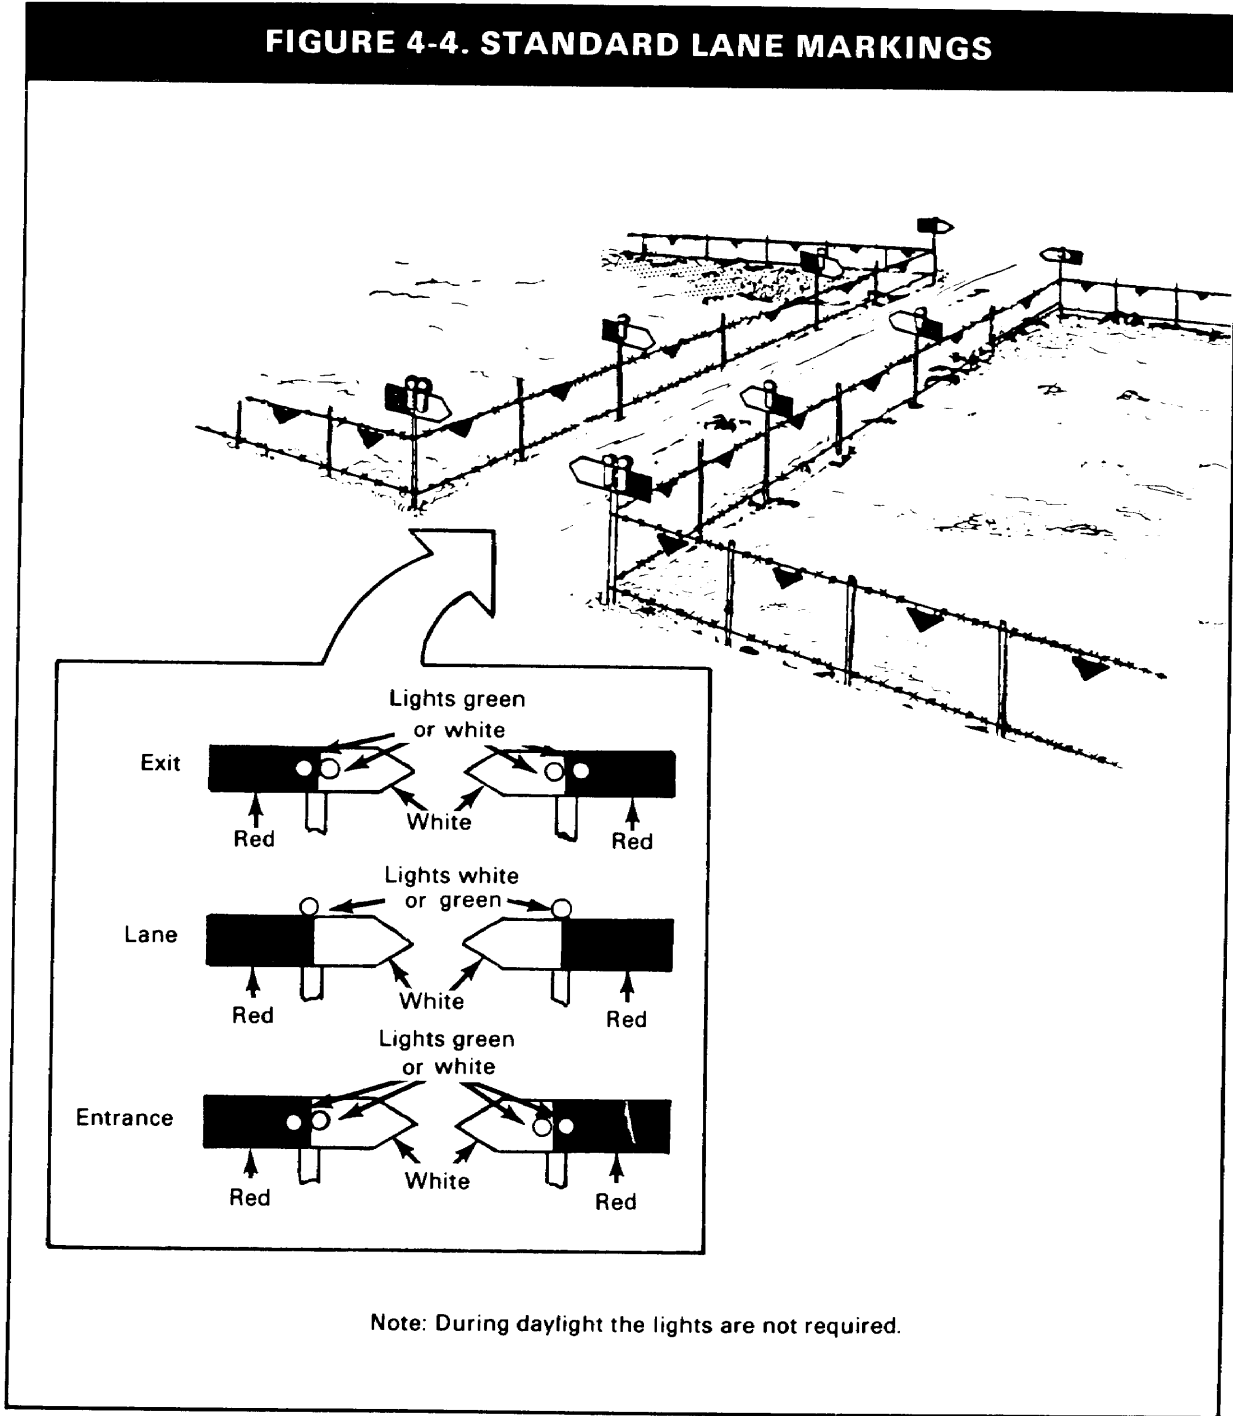 FIGURE 4-4. STANDARD LANE MARKINGS
Lights green
or white
Exit
White
Red
Red
Lights white
or green
Lane
White
Red
Red
Lights green
or white
Entrance
White
Red
Red
Note: During daylight the lights are not required.